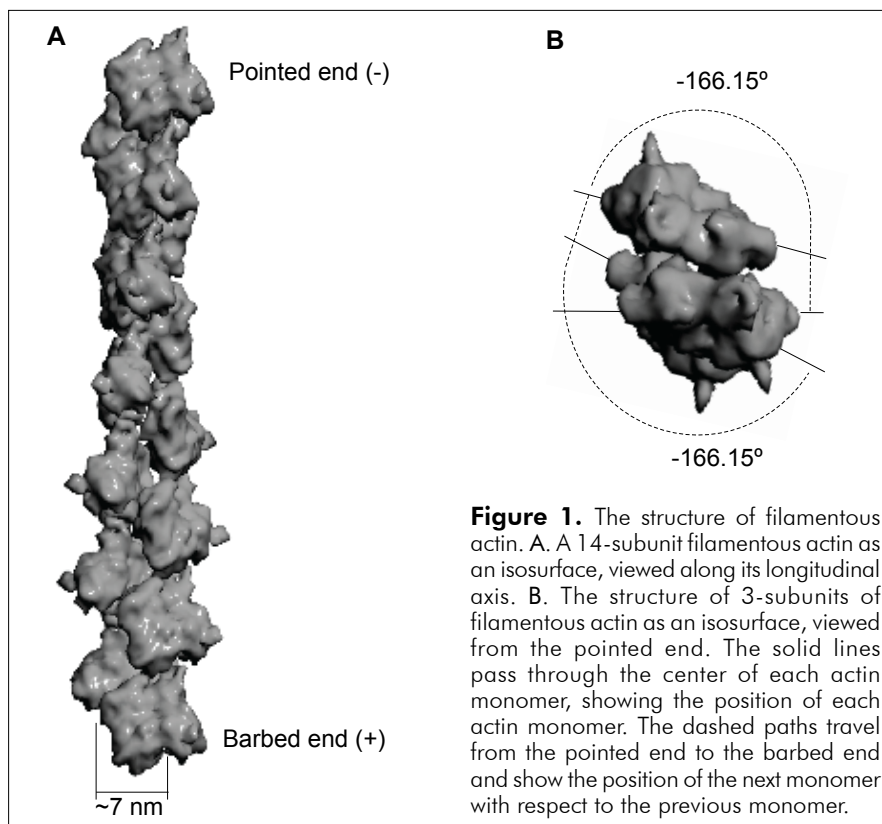 A
Pointed end (-)
Barbed end (+)
~7 nm
B
-166.15º
-166.15º
Figure 1. The structure of filamentous
actin. A. A 14-subunit filamentous actin as
an isosurface, viewed along its longitudinal
axis. B. The structure of 3-subunits of
filamentous actin as an isosurface, viewed
from the pointed end. The solid lines
pass through the center of each actin
monomer, showing the position of each
actin monomer. The dashed paths travel
from the pointed end to the barbed end
and show the position of the next monomer
with respect to the previous monomer.